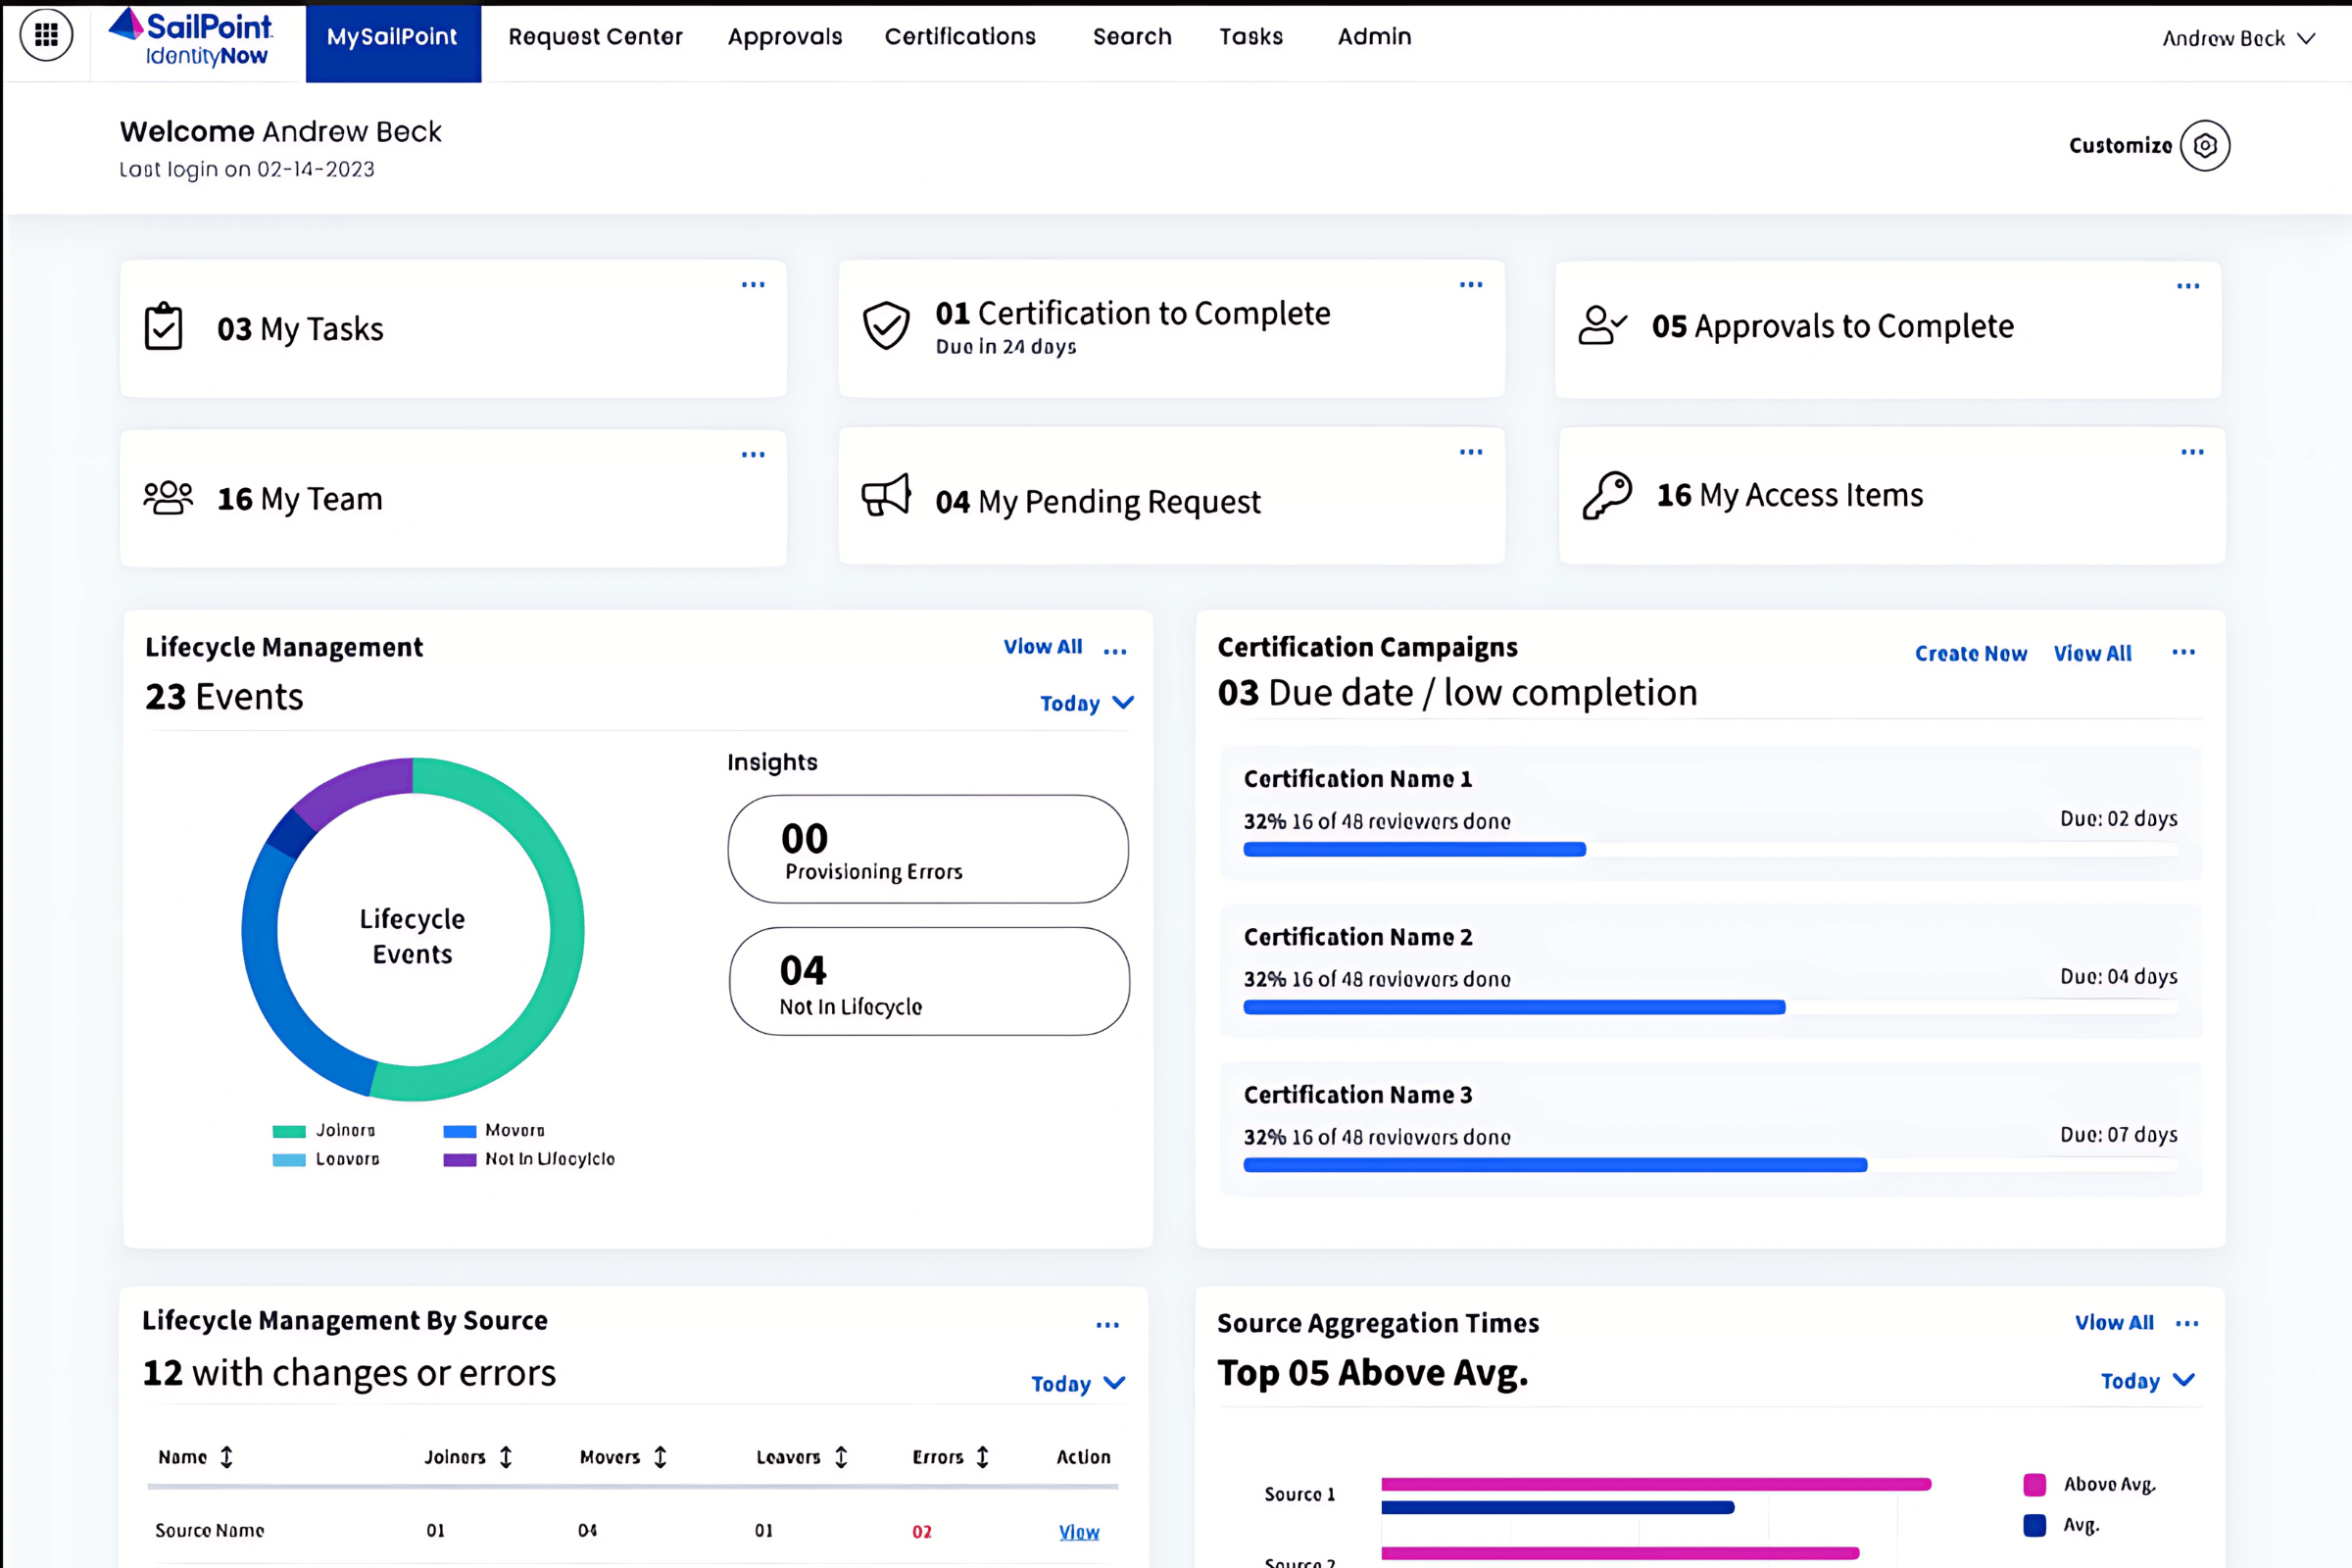 SailPoint
IdentityNow
MySailPoint
Request Center
Approvals
Certifications
Search
Tasks
Admin
Andrew Beck
Welcome Andrew Beck
Last login on 02-14-2023
Customize
03 My Tasks
01 Certification to Complete
Due in 24 days
05 Approvals to Complete
16 My Team
04 My Pending Request
16 My Access Items
Lifecycle Management
View All
23 Events
Today
Lifecycle
Events
Joiners
Movers
Leavers
Not In Lifecylcle
Insights
00
Provisioning Errors
04
Not In Lifecycle
Certification Campaigns
Create New
View All
03 Due date / low completion
Certification Name 1
32% 16 of 48 reviewers done
Due: 02 days
Certification Name 2
32% 16 of 48 reviewers done
Due: 04 days
Certification Name 3
32% 16 of 48 reviewers done
Due: 07 days
Lifecycle Management By Source
12 with changes or errors
Today
Name
Joiners
Movers
Leavers
Errors
Action
Source Name
01
04
01
02
View
Source Aggregation Times
View All
Top 05 Above Avg.
Today
Source 1
Above Avg.
Avg.
Source 2